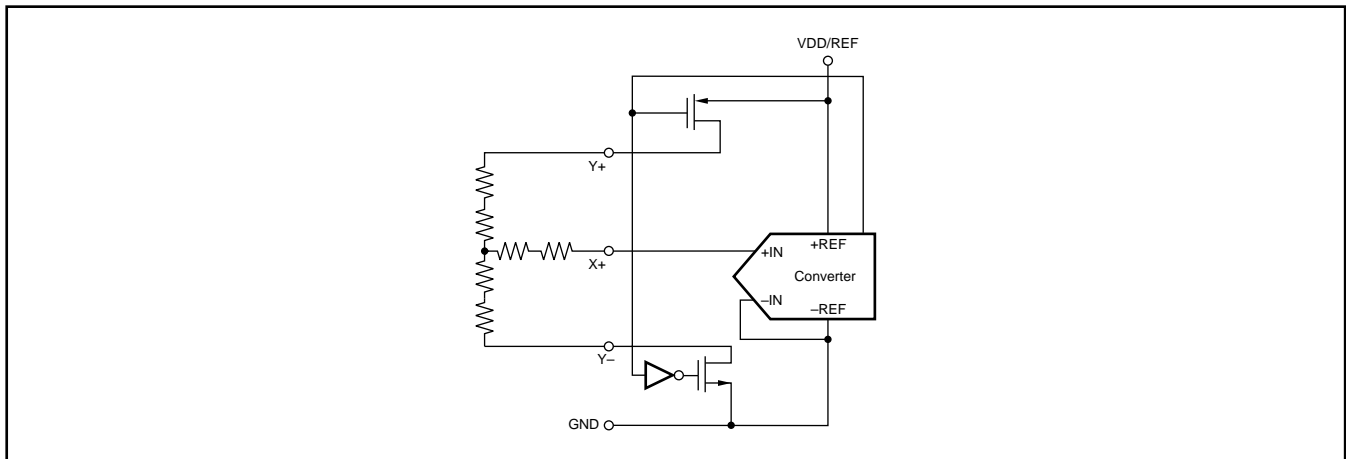 VDD/REF
Y+
X+
+IN
+REF
Converter
–IN
–REF
Y–
GND